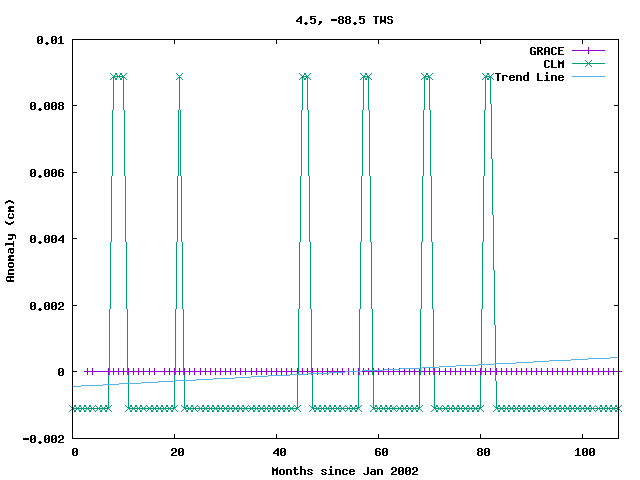 4.5, -88.5 TWS
0.01
GRACE
CLM
Trend Line
0.008
0.006
0.004
0.002
0
-0.002
Anomaly (cm)
0 20 40 60 80 100
Months since Jan 2002